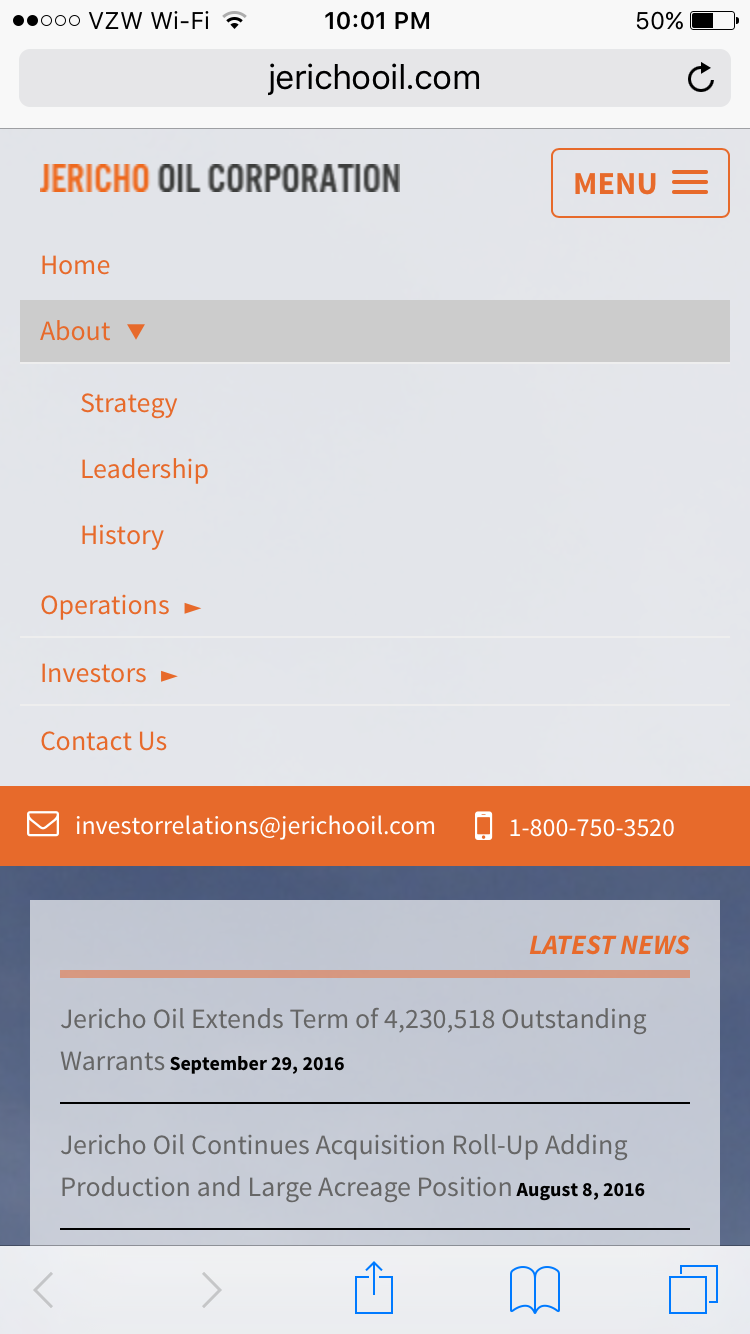 VZW Wi-Fi 10:01 PM 50%
jerichooil.com
JERICHO OIL CORPORATION
MENU
Home
About ▼
Strategy
Leadership
History
Operations ►
Investors ►
Contact Us
investorrelations@jerichooil.com 1-800-750-3520
LATEST NEWS
Jericho Oil Extends Term of 4,230,518 Outstanding
Warrants September 29, 2016
Jericho Oil Continues Acquisition Roll-Up Adding
Production and Large Acreage Position August 8, 2016